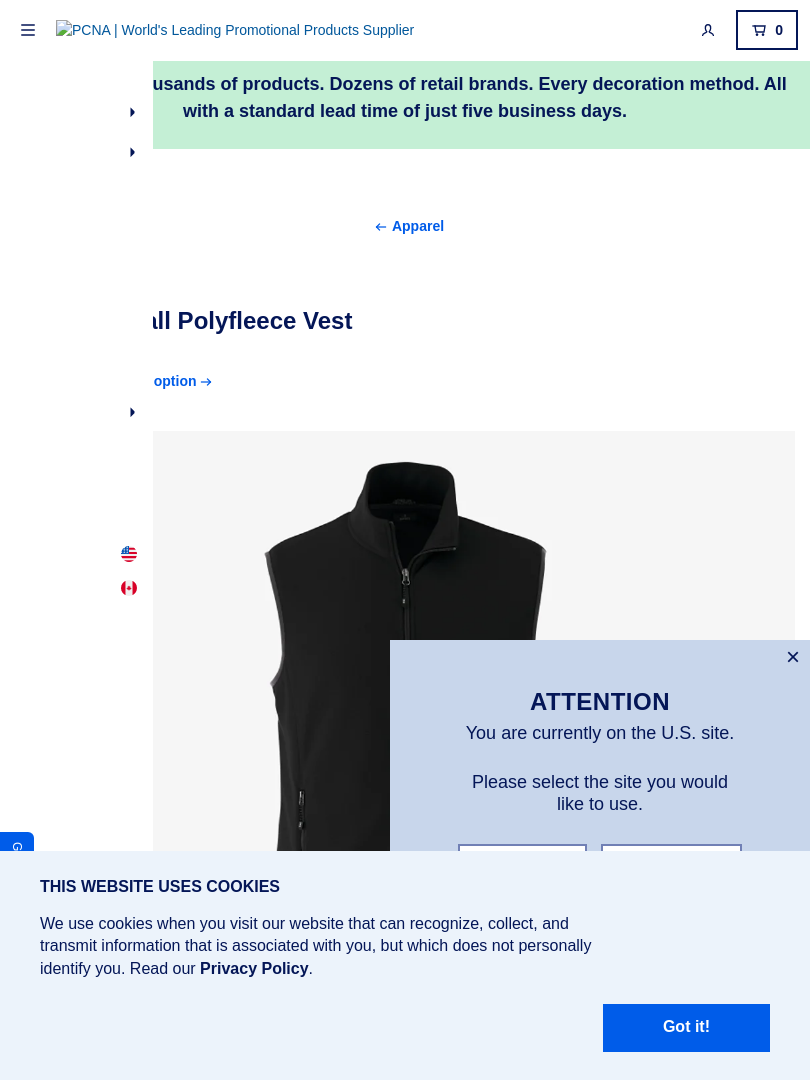 PCNA | World's Leading Promotional Products Supplier
0
of products. Dozens of retail brands. Every decoration method. All
with a standard lead time of just five business days.
Apparel
Polyfleece Vest
option
ATTENTION
You are currently on the U.S. site.
Please select the site you would
like to use.
G
THIS WEBSITE USES COOKIES
We use cookies when you visit our website that can recognize, collect, and
transmit information that is associated with you, but which does not personally
identify you. Read our Privacy Policy.
Got it!